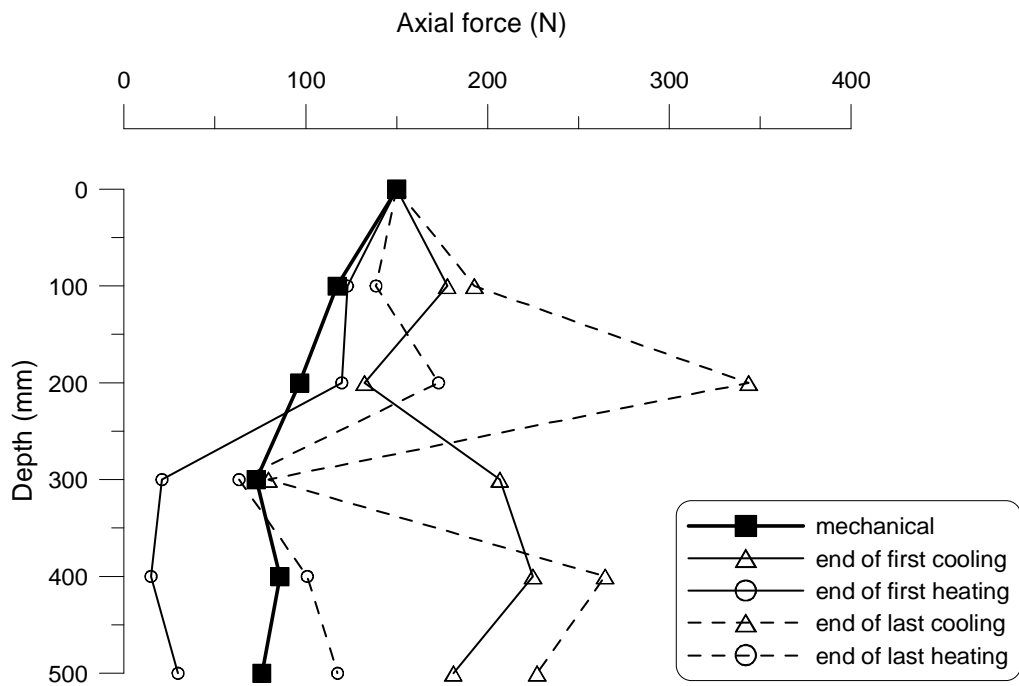 Axial force (N)
0 100 200 300 400
Depth (mm)
0
100
200
300
400
500
mechanical
end of first cooling
end of first heating
end of last cooling
end of last heating